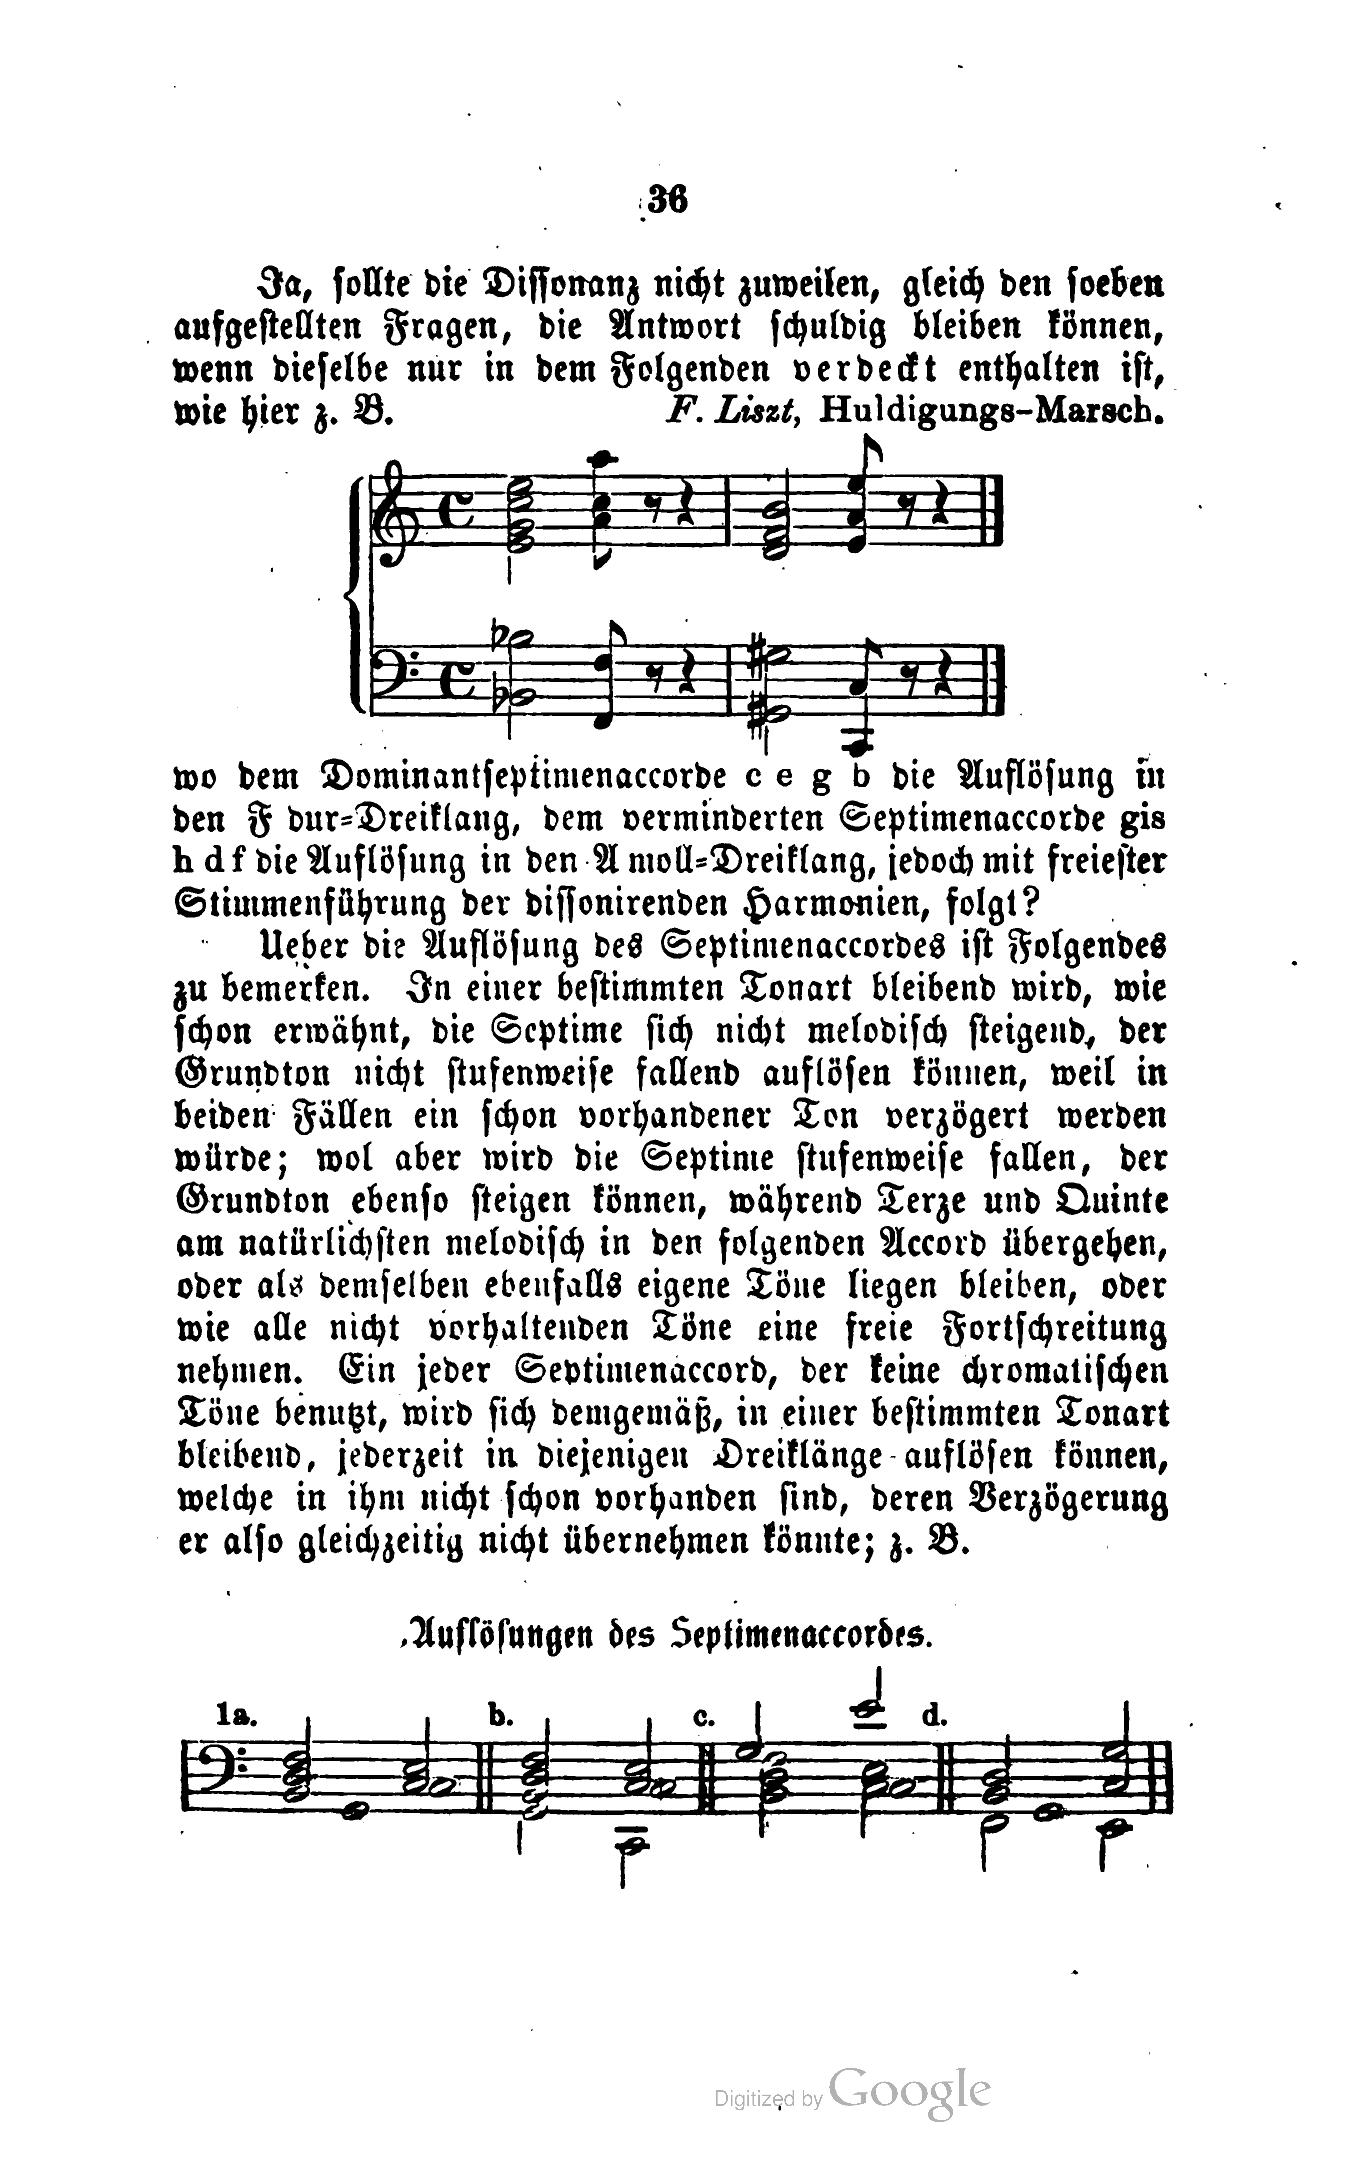 36
Ja, sollte die Dissonanz nicht zuweilen, gleich den soeben
aufgestellten Fragen, die Antwort schuldig bleiben können,
wenn dieselbe nur in dem Folgenden verdeckt enthalten ist,
wie hier z. B. F. Liszt, Huldigungs-Marsch.
wo dem Dominantseptimenaccorde c e g b die Auflösung in
den F dur-Dreiklang, dem verminderten Septimenaccorde gis
h d f die Auflösung in den A moll-Dreiklang, jedoch mit freiester
Stimmenführung der dissonirenden Harmonien, folgt?
Ueber die Auflösung des Septimenaccordes ist Folgendes
zu bemerken. In einer bestimmten Tonart bleibend wird, wie
schon erwähnt, die Septime sich nicht melodisch steigend, der
Grundton nicht stufenweise fallend auflösen können, weil in
beiden Fällen ein schon vorhandener Ton verzögert werden
würde; wol aber wird die Septime stufenweise fallen, der
Grundton ebenso steigen können, während Terze und Quinte
am natürlichsten melodisch in den folgenden Accord übergehen,
oder als demselben ebenfalls eigene Töne liegen bleiben, oder
wie alle nicht vorhaltenden Töne eine freie Fortschreitung
nehmen. Ein jeder Septimenaccord, der keine chromatischen
Töne benutzt, wird sich demgemäß, in einer bestimmten Tonart
bleibend, jederzeit in diejenigen Dreiklänge auflösen können,
welche in ihm nicht schon vorhanden sind, deren Verzögerung
er also gleichzeitig nicht übernehmen könnte; z. B.
Auflösungen des Septimenaccordes.
1a. b. c. d.
Digitized by Google